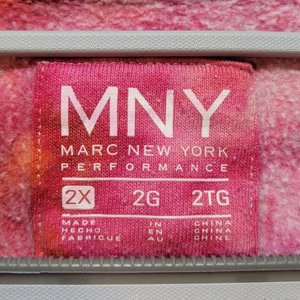 MNY
MARC NEW YORK
PERFORMANCE
2X 2G 2TG
MADE IN CHINA
HECHO EN CHINA
FABRIQUÉ AU CHINE